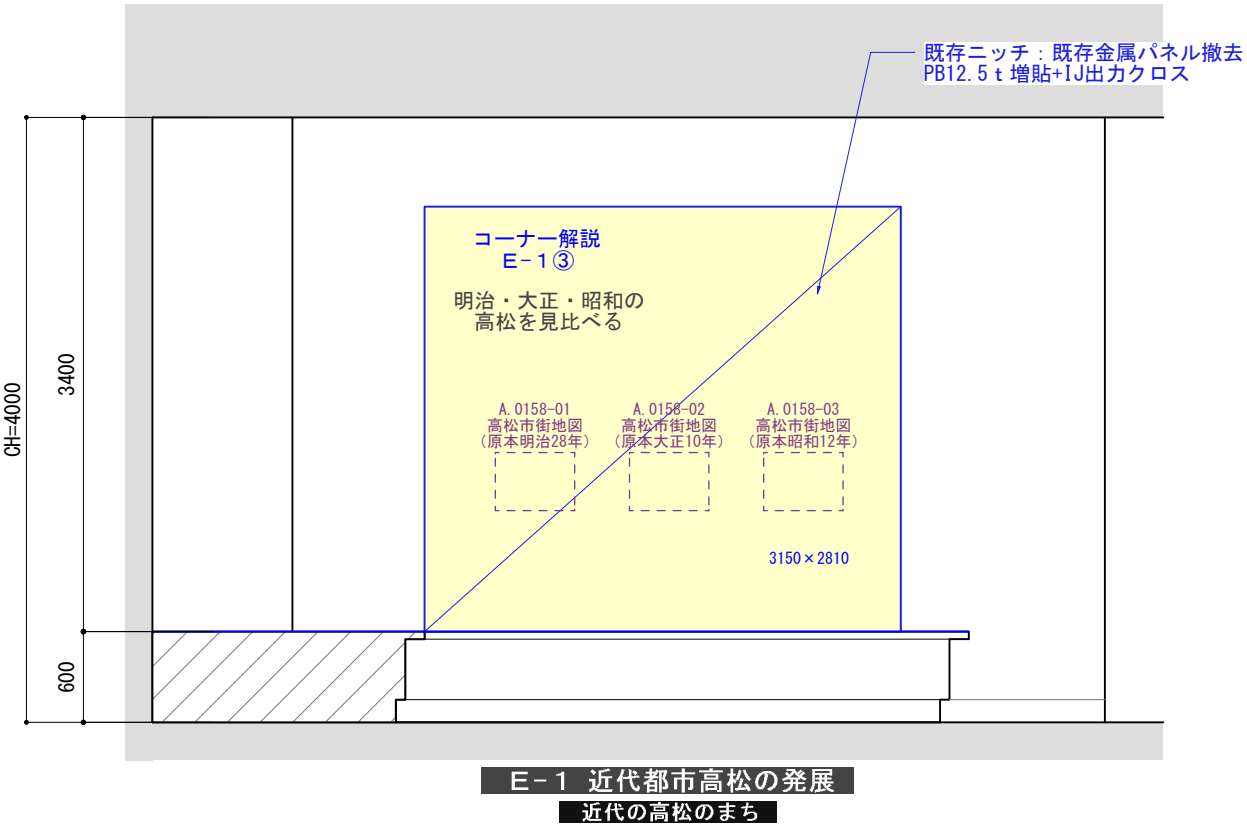 既存ニッチ：既存金属パネル撤去
PB12.5ｔ増貼+IJ出力クロス
コーナー解説
Ｅ-１③
明治・大正・昭和の
高松を見比べる
A.0158-01
高松市街地図
(原本明治28年)
A.0158-02
高松市街地図
(原本大正10年)
A.0158-03
高松市街地図
(原本昭和12年)
3150×2810
CH=4000
3400
600
Ｅ-１ 近代都市高松の発展
近代の高松のまち